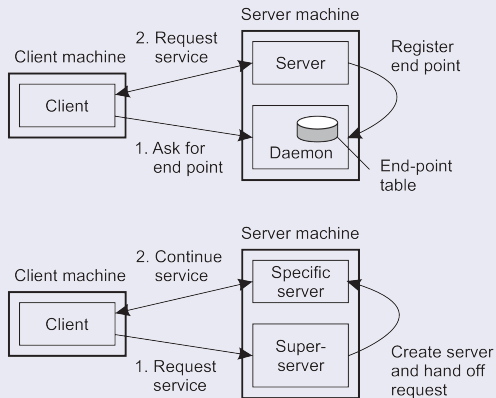 Server machine
2. Request
service
Client machine
Register
end point
Server
Client
1. Ask for
end point
Daemon
End-point
table
Server machine
2. Continue
service
Client machine
Specific
server
Client
1. Request
service
Super-
server
Create server
and hand off
request